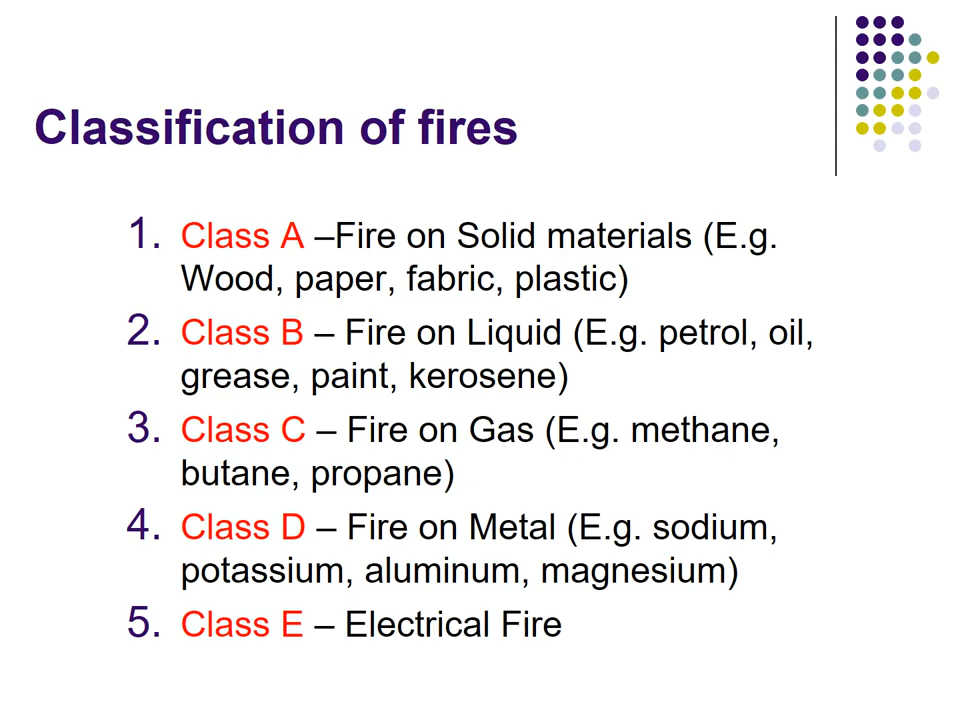 Classification of fires
1. Class A –Fire on Solid materials (E.g.
Wood, paper, fabric, plastic)
2. Class B – Fire on Liquid (E.g. petrol, oil,
grease, paint, kerosene)
3. Class C – Fire on Gas (E.g. methane,
butane, propane)
4. Class D – Fire on Metal (E.g. sodium,
potassium, aluminum, magnesium)
5. Class E – Electrical Fire